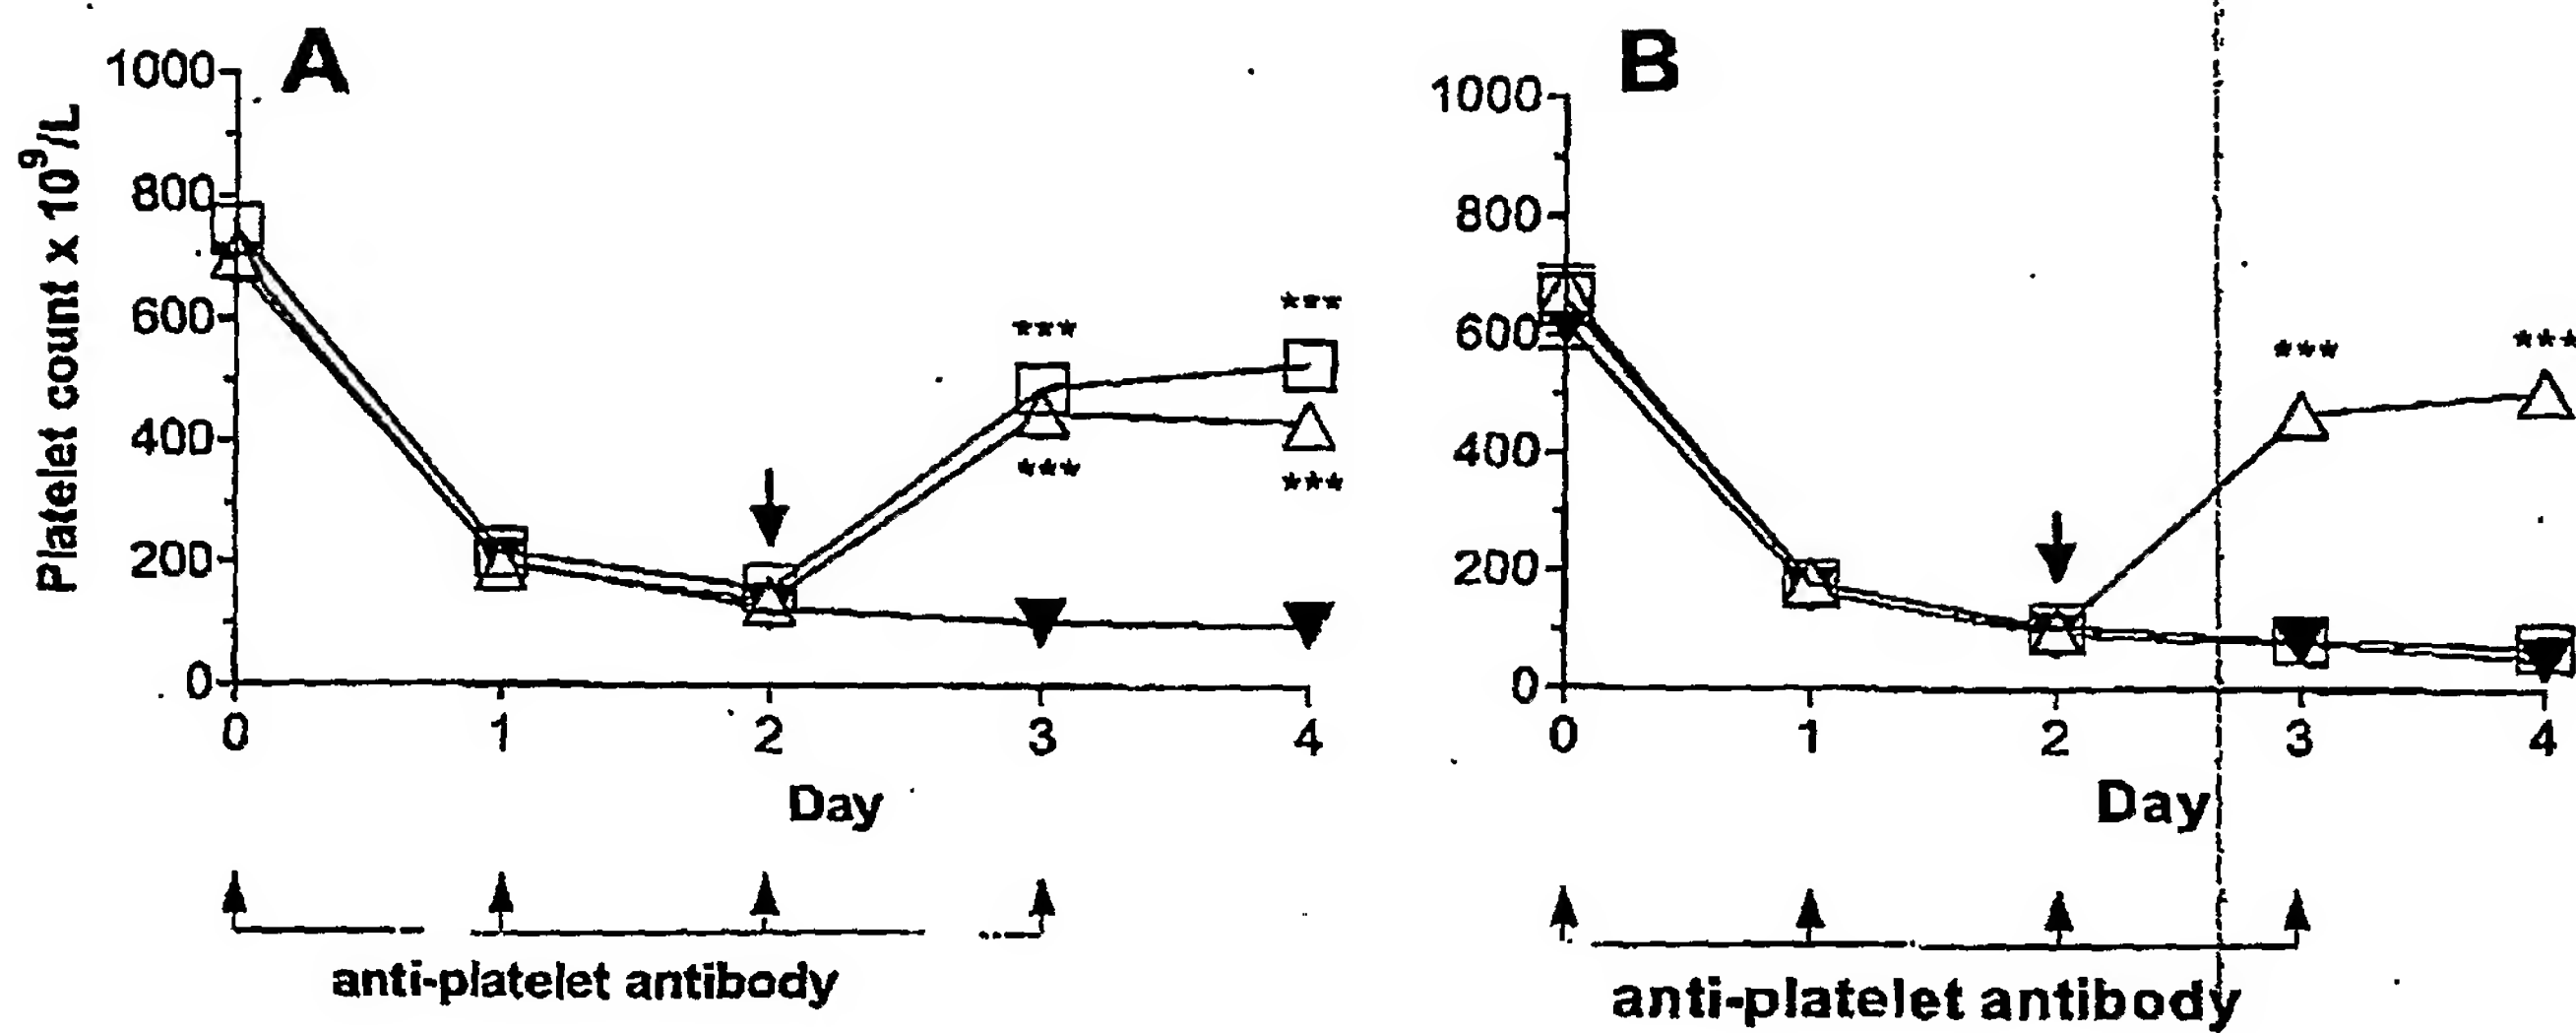 A
Platelet count x 10⁹/L
1000
800
600
400
200
0
***
***
***
***
0 1 2 3 4
Day
anti-platelet antibody
B
1000
800
600
400
200
0
***
***
0 1 2 3 4
Day
anti-platelet antibody